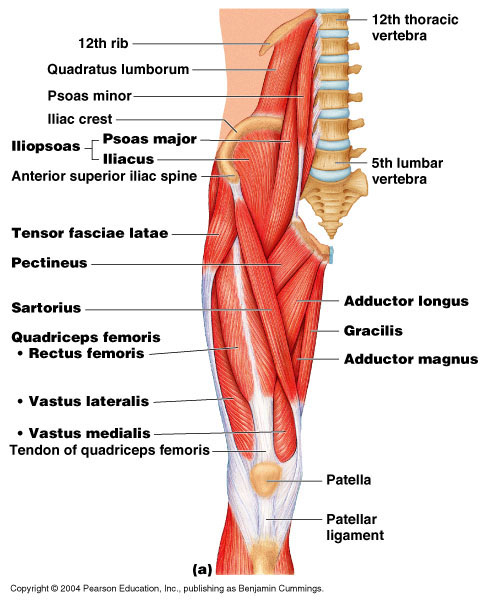 12th rib
Quadratus lumborum
Psoas minor
Iliac crest
Iliopsoas
Psoas major
Iliacus
Anterior superior iliac spine
Tensor fasciae latae
Pectineus
Sartorius
Quadriceps femoris
• Rectus femoris
• Vastus lateralis
• Vastus medialis
Tendon of quadriceps femoris
12th thoracic
vertebra
5th lumbar
vertebra
Adductor longus
Gracilis
Adductor magnus
Patella
Patellar
ligament
(a)
Copyright © 2004 Pearson Education, Inc., publishing as Benjamin Cummings.